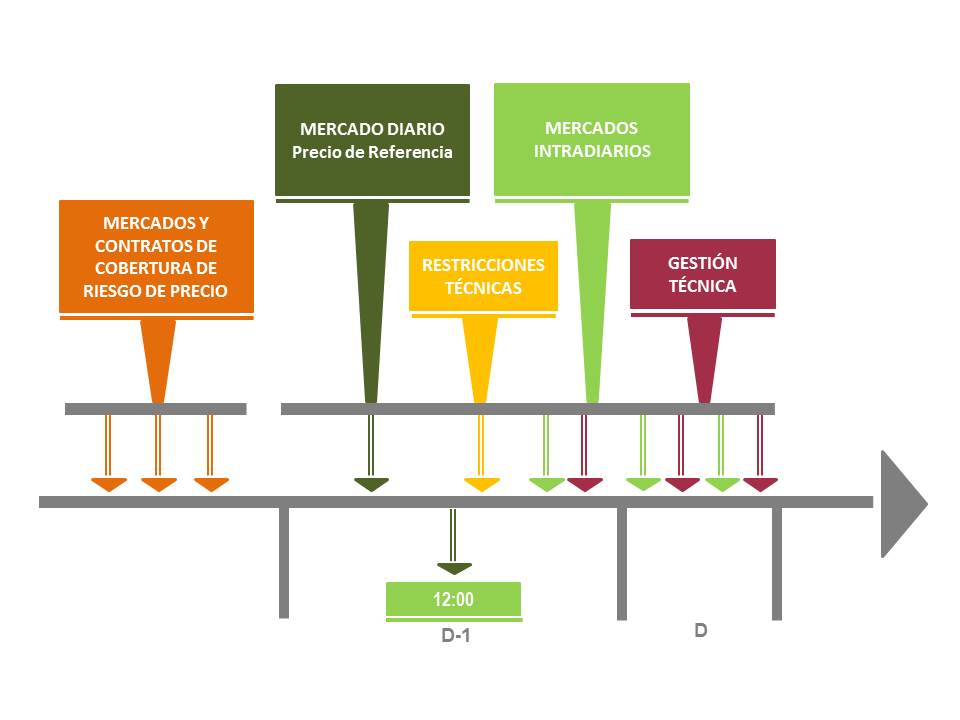 MERCADO DIARIO
Precio de Referencia
MERCADOS
INTRADIARIOS
MERCADOS Y
CONTRATOS DE
COBERTURA DE
RIESGO DE PRECIO
RESTRICCIONES
TÉCNICAS
GESTIÓN
TÉCNICA
12:00
D-1
D